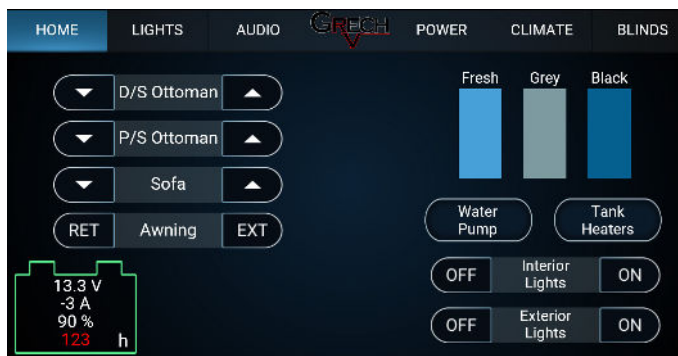 HOME LIGHTS AUDIO GRECH POWER CLIMATE BLINDS
D/S Ottoman
P/S Ottoman
Sofa
RET Awning EXT
Fresh Grey Black
Water
Pump
Tank
Heaters
OFF Interior Lights ON
OFF Exterior Lights ON
13.3 V
-3 A
90 %
123 h